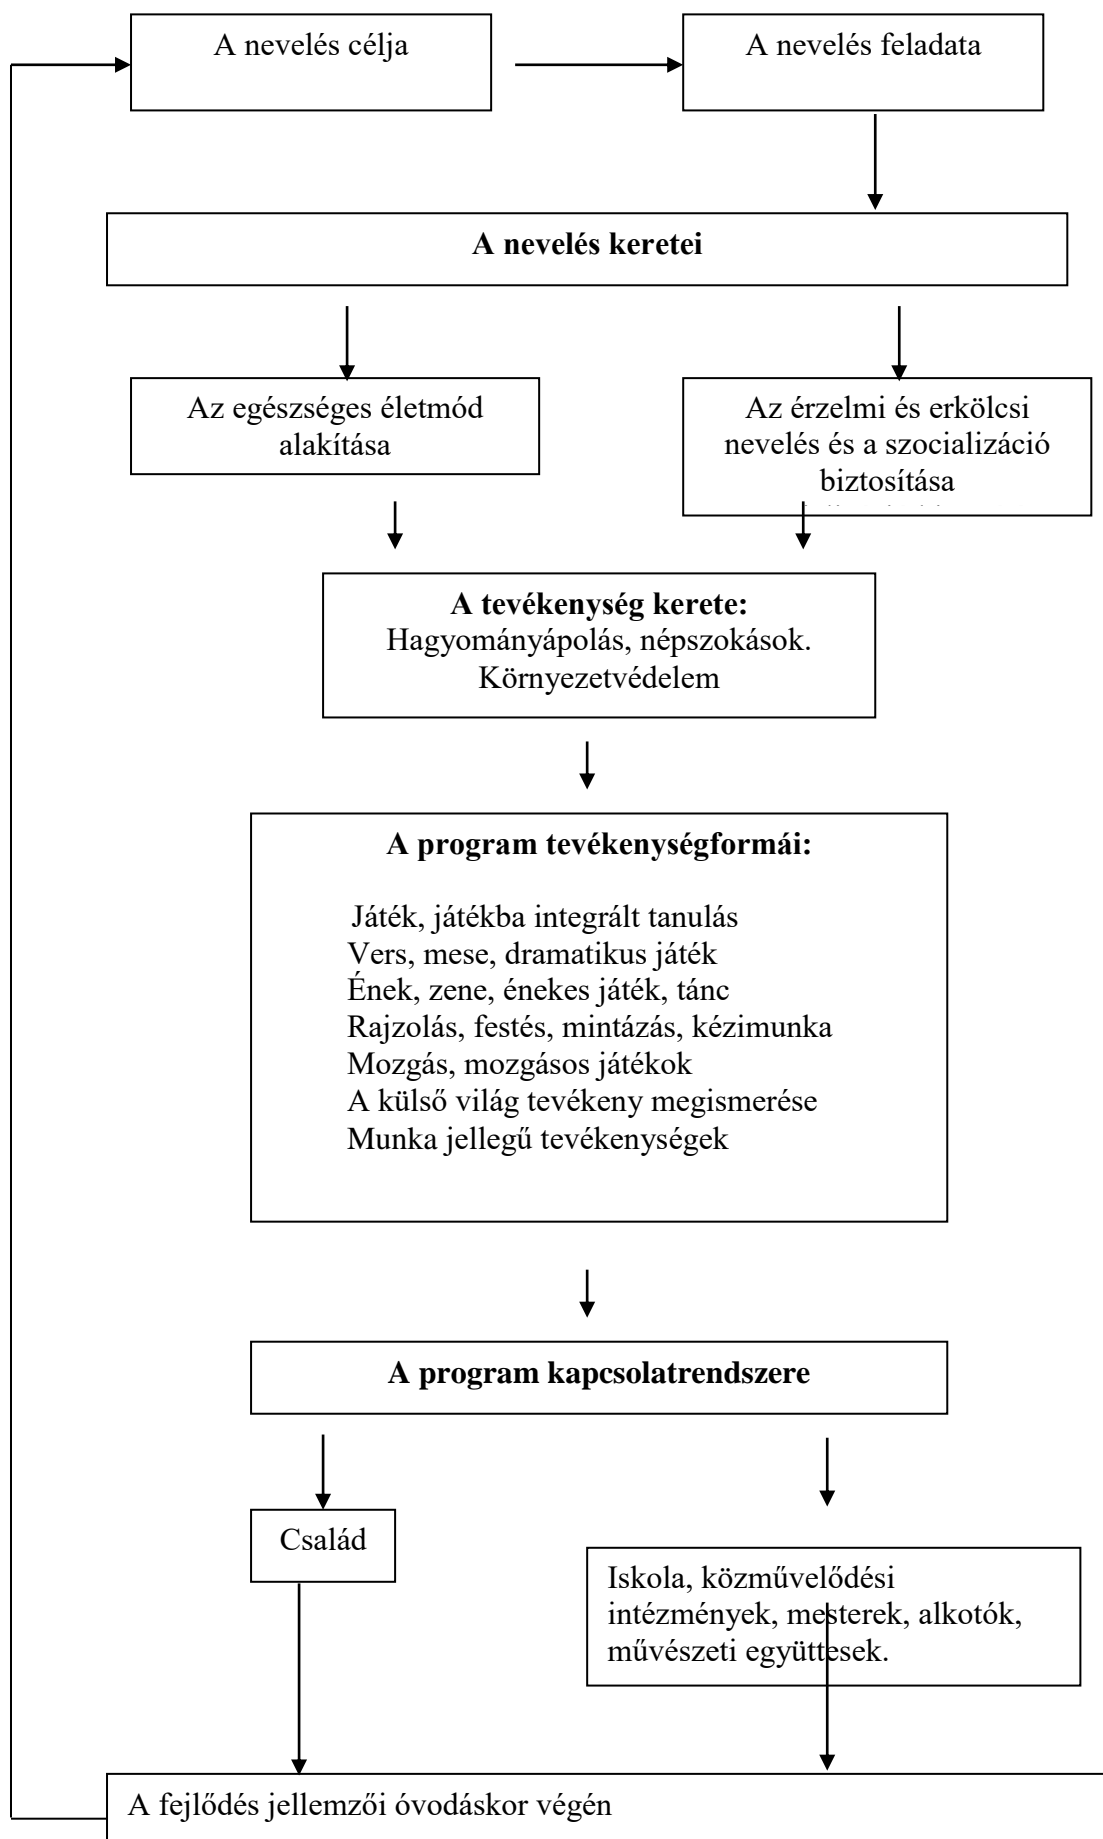 A nevelés célja
A nevelés feladata
A nevelés keretei
Az egészséges életmód
alakítása
Az érzelmi és erkölcsi
nevelés és a szocializáció
biztosítása
A tevékenység kerete:
Hagyományápolás, népszokások.
Környezetvédelem
A program tevékenységformái:
Játék, játékba integrált tanulás
Vers, mese, dramatikus játék
Ének, zene, énekes játék, tánc
Rajzolás, festés, mintázás, kézimunka
Mozgás, mozgásos játékok
A külső világ tevékeny megismerése
Munka jellegű tevékenységek
A program kapcsolatrendszere
Család
Iskola, közművelődési
intézmények, mesterek, alkotók,
művészeti együttesek.
A fejlődés jellemzői óvodáskor végén